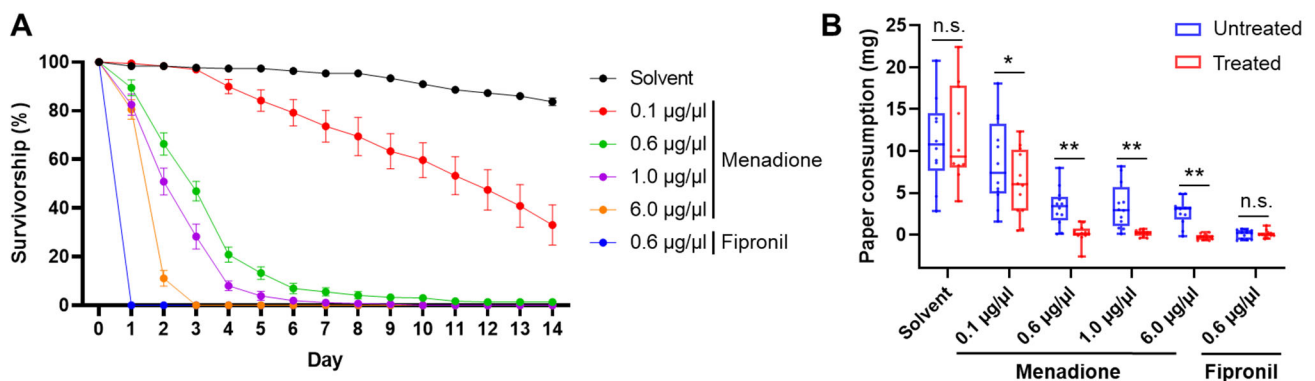 A
Survivorship (%)
100
80
60
40
20
0
0 1 2 3 4 5 6 7 8 9 10 11 12 13 14
Day
Solvent
0.1 µg/µl
0.6 µg/µl
1.0 µg/µl
6.0 µg/µl
Menadione
0.6 µg/µl Fipronil
B
Paper consumption (mg)
25
20
15
10
5
0
n.s.
*
**
**
**
n.s.
Untreated
Treated
Solvent
0.1 µg/µl
0.6 µg/µl
1.0 µg/µl
6.0 µg/µl
0.6 µg/µl
Menadione Fipronil